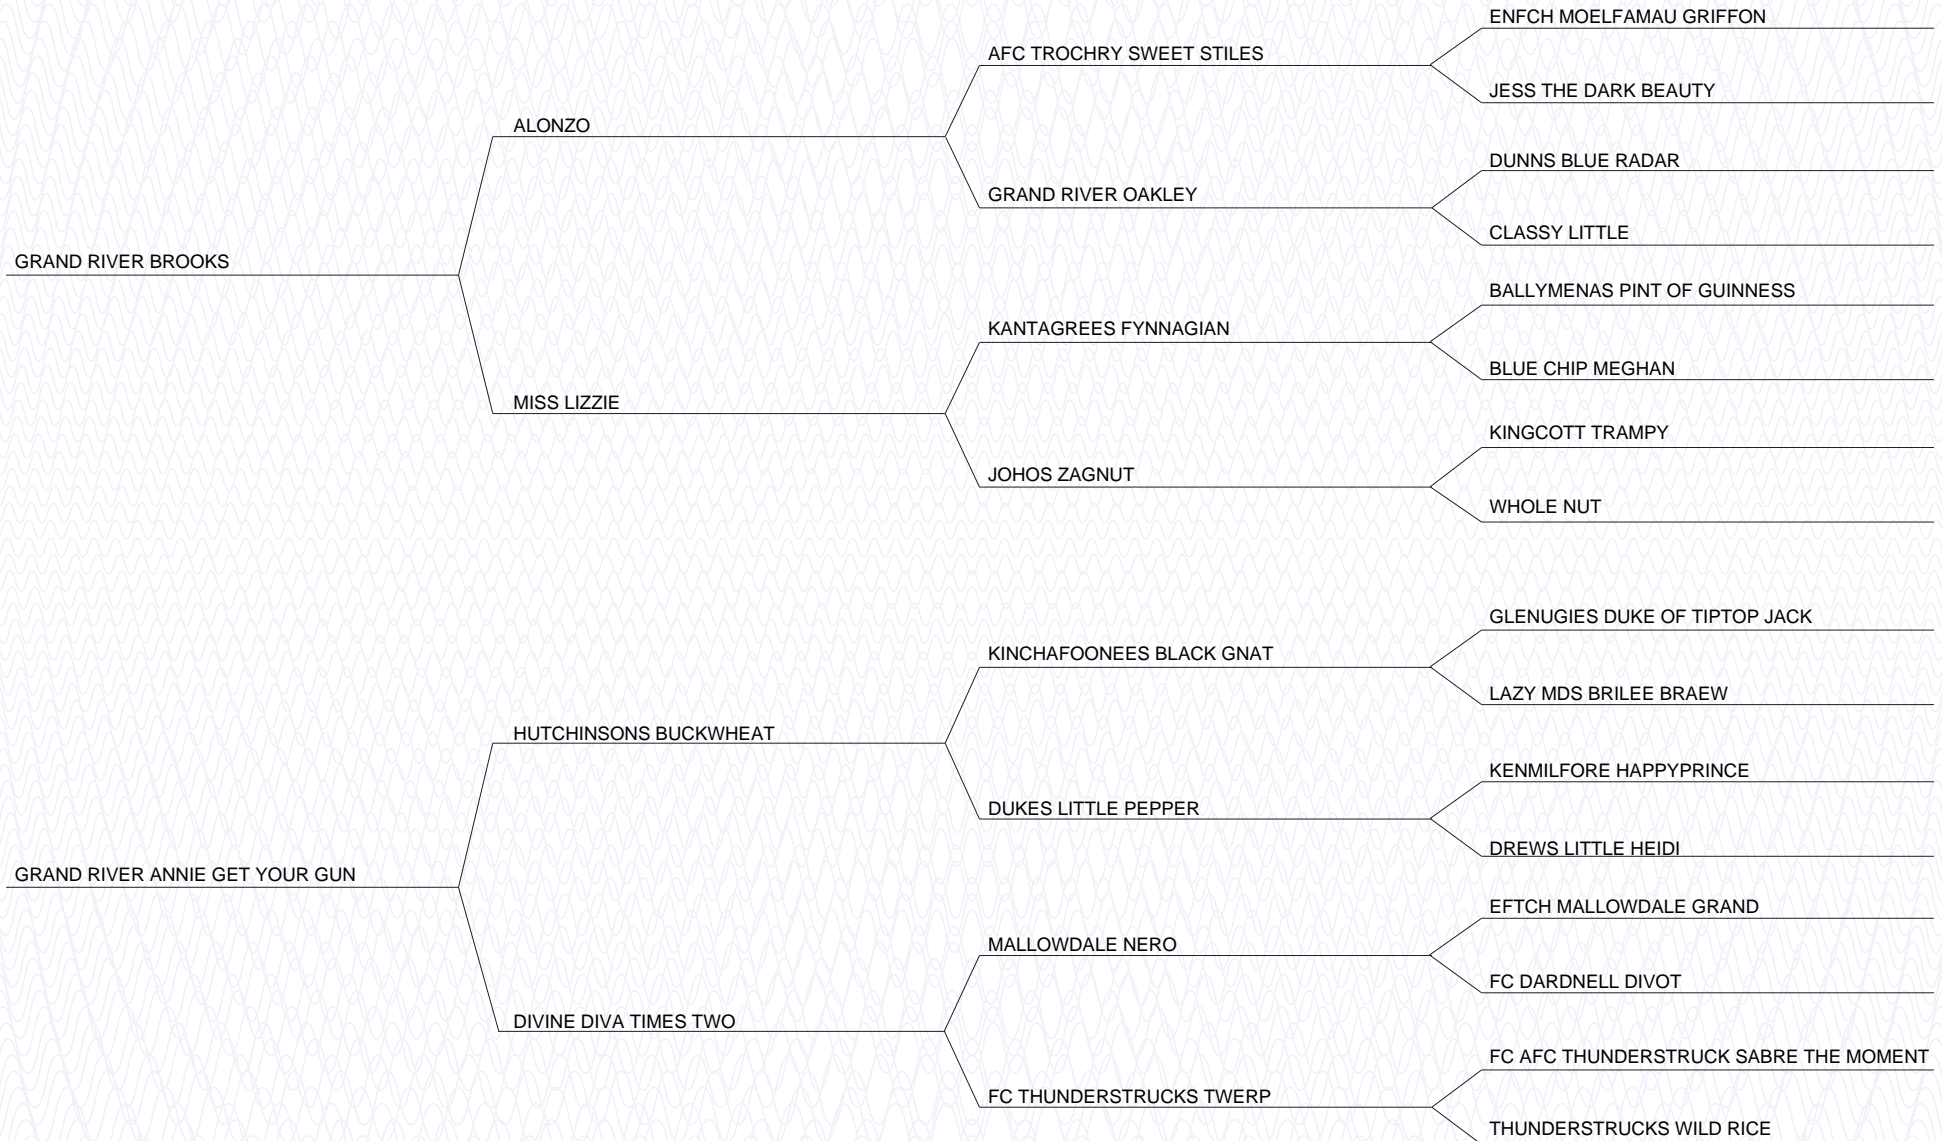 ENFCH MOELFAMAU GRIFFON
AFC TROCHRY SWEET STILES
JESS THE DARK BEAUTY
ALONZO
DUNNS BLUE RADAR
GRAND RIVER OAKLEY
CLASSY LITTLE
GRAND RIVER BROOKS
BALLYMENAS PINT OF GUINNESS
KANTAGREES FYNNAGIAN
BLUE CHIP MEGHAN
MISS LIZZIE
KINGCOTT TRAMPY
JOHOS ZAGNUT
WHOLE NUT
GLENUGIES DUKE OF TIPTOP JACK
KINCHAFOONEES BLACK GNAT
LAZY MDS BRILEE BRAEW
HUTCHINSONS BUCKWHEAT
KENMILFORE HAPPYPRINCE
DUKES LITTLE PEPPER
DREWS LITTLE HEIDI
GRAND RIVER ANNIE GET YOUR GUN
EFTCH MALLOWDALE GRAND
MALLOWDALE NERO
FC DARDNELL DIVOT
DIVINE DIVA TIMES TWO
FC AFC THUNDERSTRUCK SABRE THE MOMENT
FC THUNDERSTRUCKS TWERP
THUNDERSTRUCKS WILD RICE